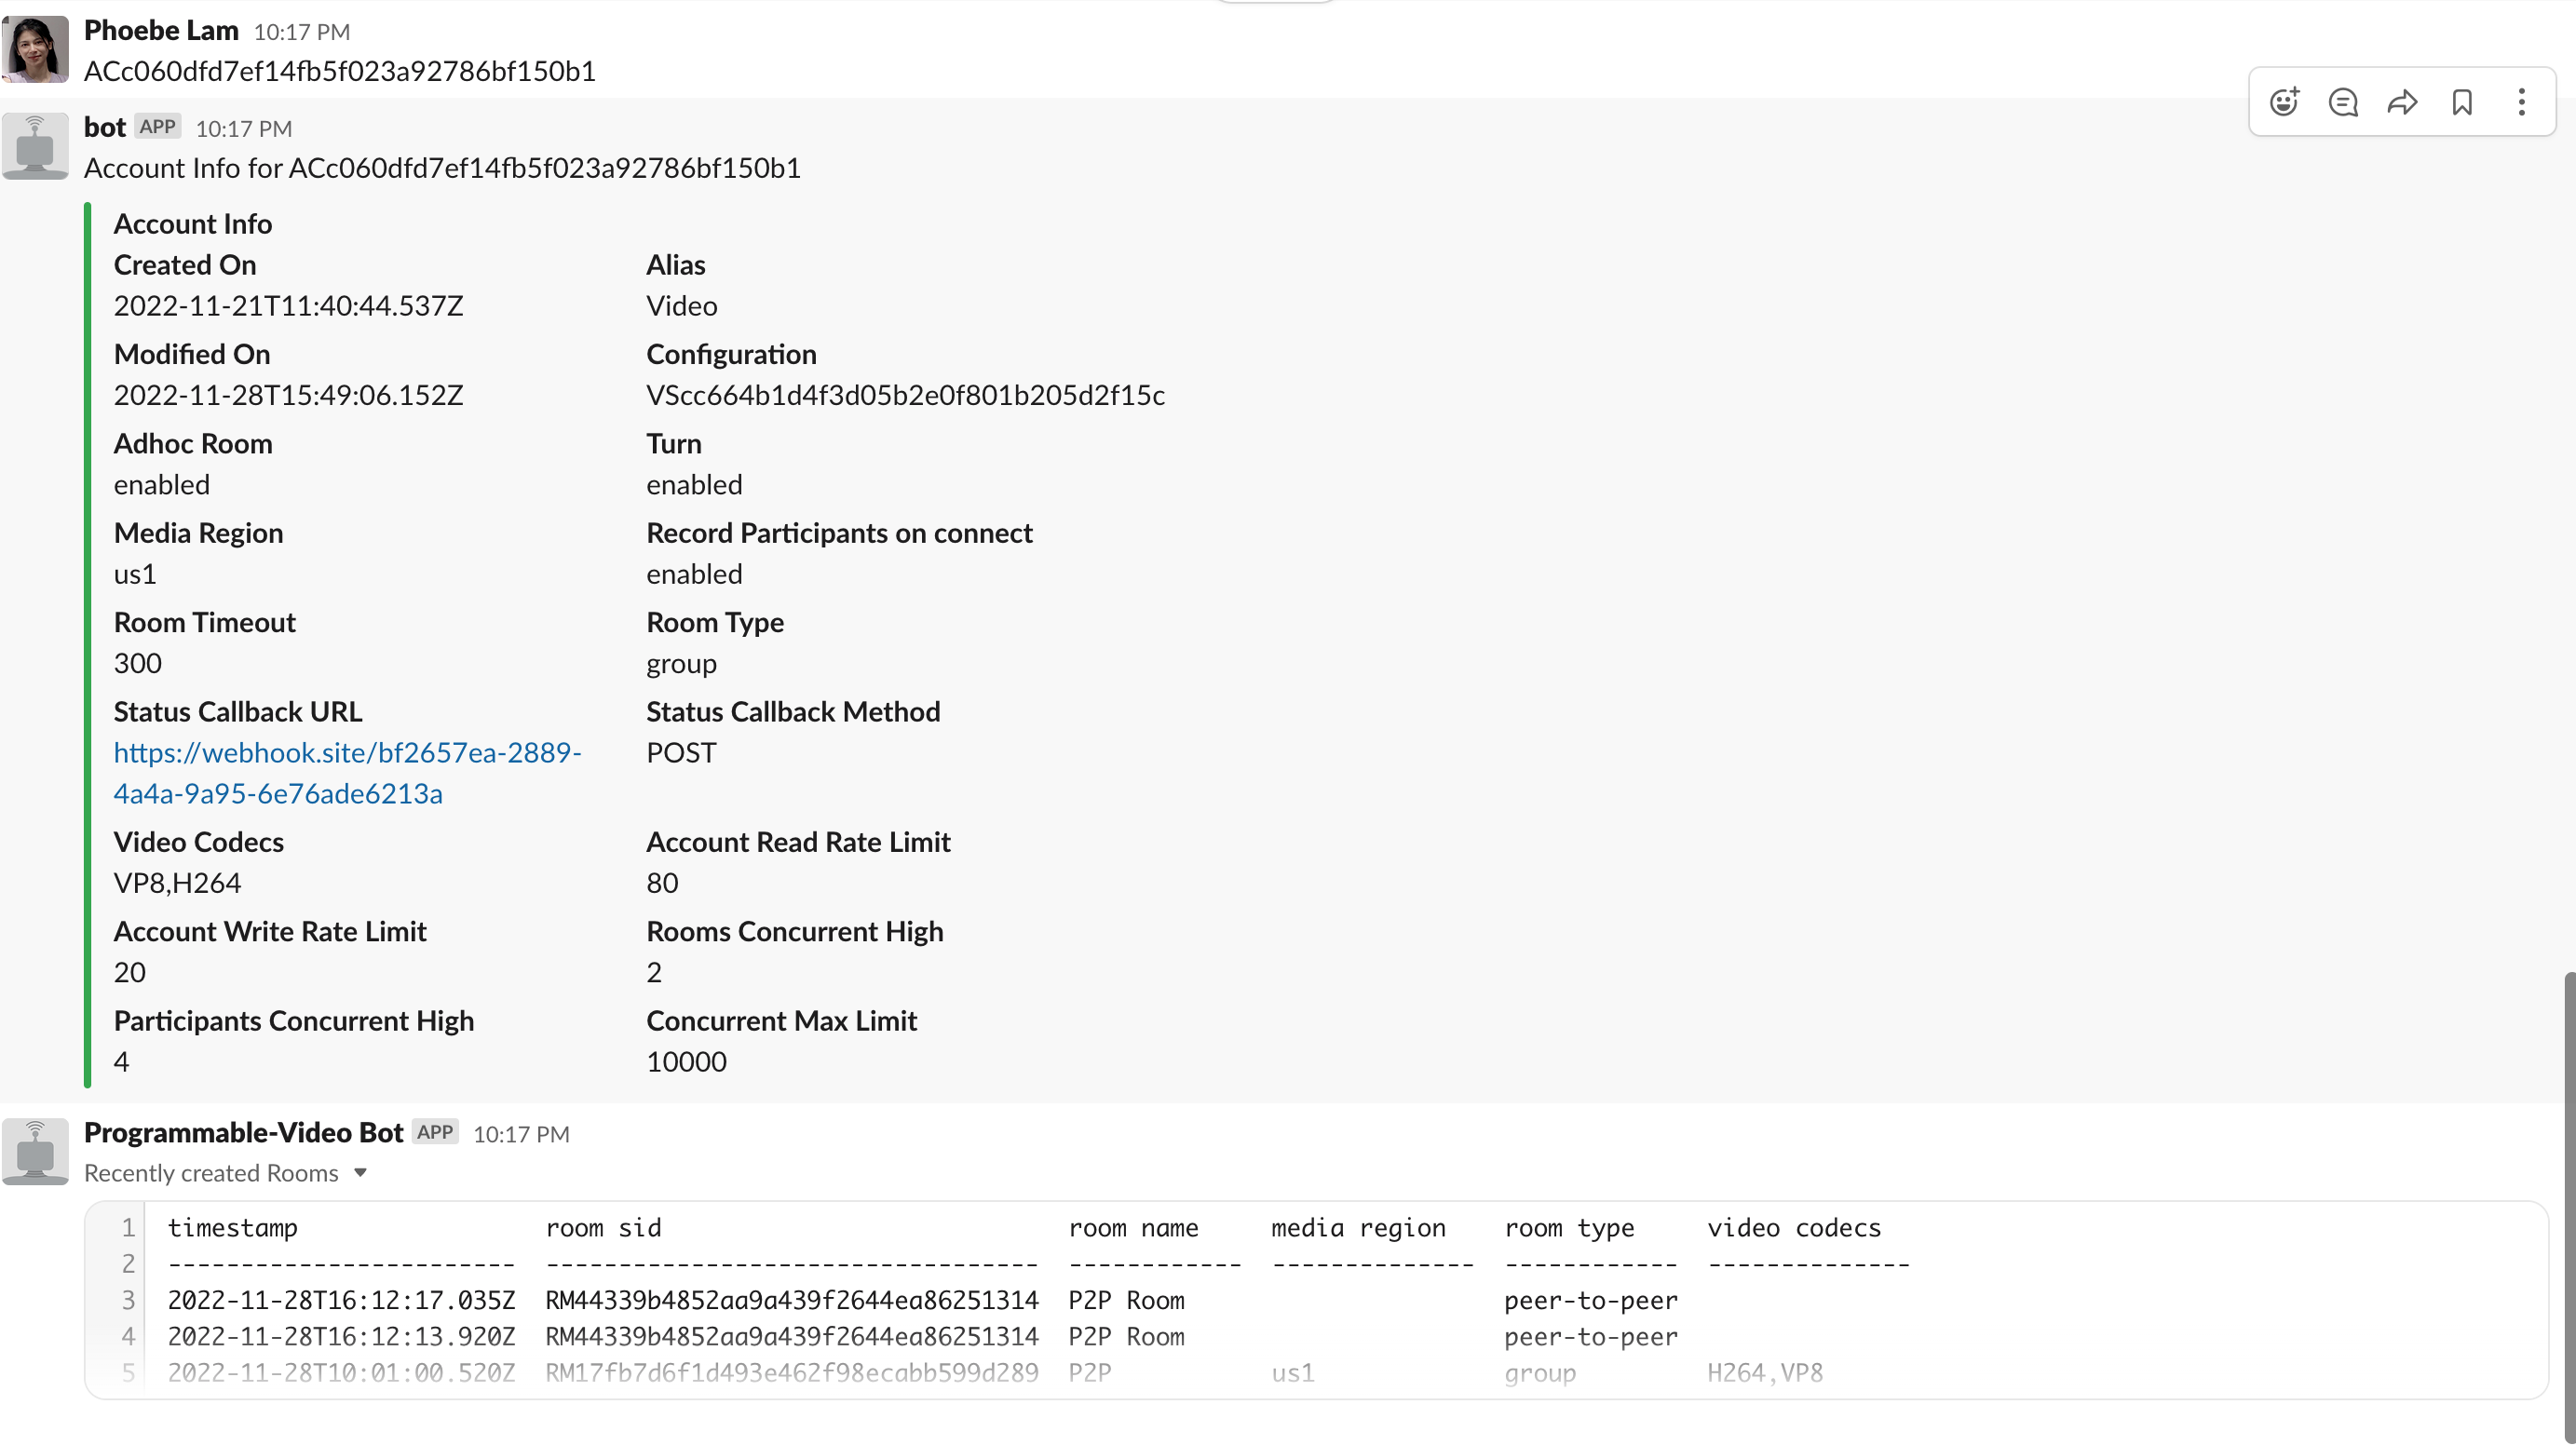 Phoebe Lam 10:17 PM
ACc060dfd7ef14fb5f023a92786bf150b1
bot APP 10:17 PM
Account Info for ACc060dfd7ef14fb5f023a92786bf150b1
Account Info
Created On Alias
2022-11-21T11:40:44.537Z Video
Modified On Configuration
2022-11-28T15:49:06.152Z VScc664b1d4f3d05b2e0f801b205d2f15c
Adhoc Room Turn
enabled enabled
Media Region Record Participants on connect
us1 enabled
Room Timeout Room Type
300 group
Status Callback URL Status Callback Method
https://webhook.site/bf2657ea-2889- POST
4a4a-9a95-6e76ade6213a
Video Codecs Account Read Rate Limit
VP8,H264 80
Account Write Rate Limit Rooms Concurrent High
20 2
Participants Concurrent High Concurrent Max Limit
4 10000
Programmable-Video Bot APP 10:17 PM
Recently created Rooms
1 timestamp room sid room name media region room type video codecs
2 ------------------------ ---------------------------------- ------------ -------------- ------------ --------------
3 2022-11-28T16:12:17.035Z RM44339b4852aa9a439f2644ea86251314 P2P Room peer-to-peer
4 2022-11-28T16:12:13.920Z RM44339b4852aa9a439f2644ea86251314 P2P Room peer-to-peer
5 2022-11-28T10:01:00.520Z RM17fb7d6f1d493e462f98ecabb599d289 P2P us1 group H264,VP8